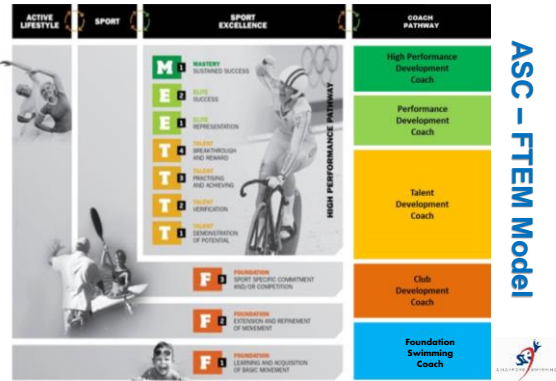 ACTIVE
LIFESTYLE
SPORT
SPORT
EXCELLENCE
COACH
PATHWAY
M 1 MASTERY
SUSTAINED SUCCESS
E 2 ELITE
SUCCESS
E 1 ELITE
REPRESENTATION
T 4 TALENT
BREAKTHROUGH
AND REWARD
T 3 TALENT
PRACTISING
AND ACHIEVING
T 2 TALENT
VERIFICATION
T 1 TALENT
DEMONSTRATION
OF POTENTIAL
HIGH PERFORMANCE PATHWAY
F 3 FOUNDATION
SPORT SPECIFIC COMMITMENT
AND/OR COMPETITION
F 2 FOUNDATION
EXTENSION AND REFINEMENT
OF MOVEMENT
F 1 FOUNDATION
LEARNING AND ACQUISITION
OF BASIC MOVEMENT
High Performance
Development
Coach
Performance
Development
Coach
Talent
Development
Coach
Club
Development
Coach
Foundation
Swimming
Coach
ASC – FTEM Model